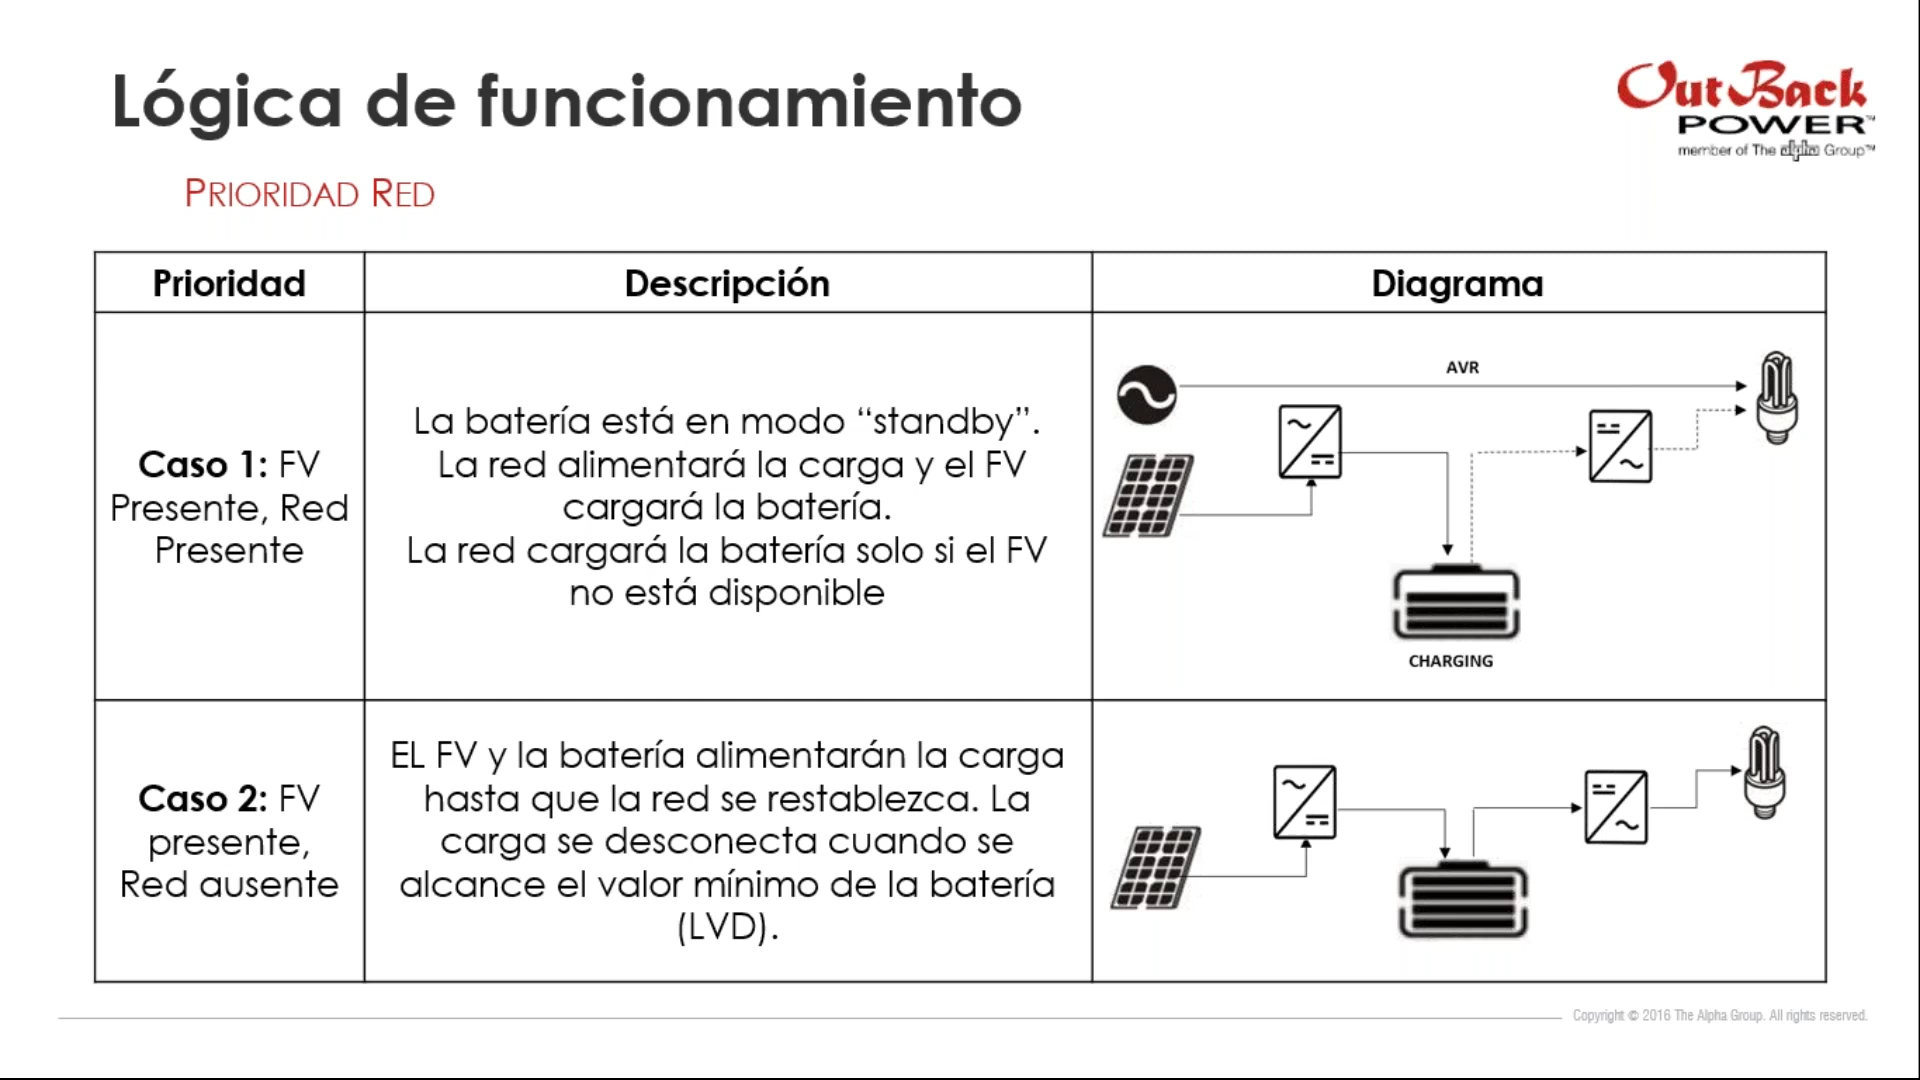 Lógica de funcionamiento
OutBack
POWER™
member of The alpha Group™
PRIORIDAD RED
Prioridad
Descripción
Diagrama
Caso 1: FV
Presente, Red
Presente
La batería está en modo “standby”.
La red alimentará la carga y el FV
cargará la batería.
La red cargará la batería solo si el FV
no está disponible
AVR
CHARGING
Caso 2: FV
presente,
Red ausente
EL FV y la batería alimentarán la carga
hasta que la red se restablezca. La
carga se desconecta cuando se
alcance el valor mínimo de la batería
(LVD).
Copyright © 2016 The Alpha Group. All rights reserved.